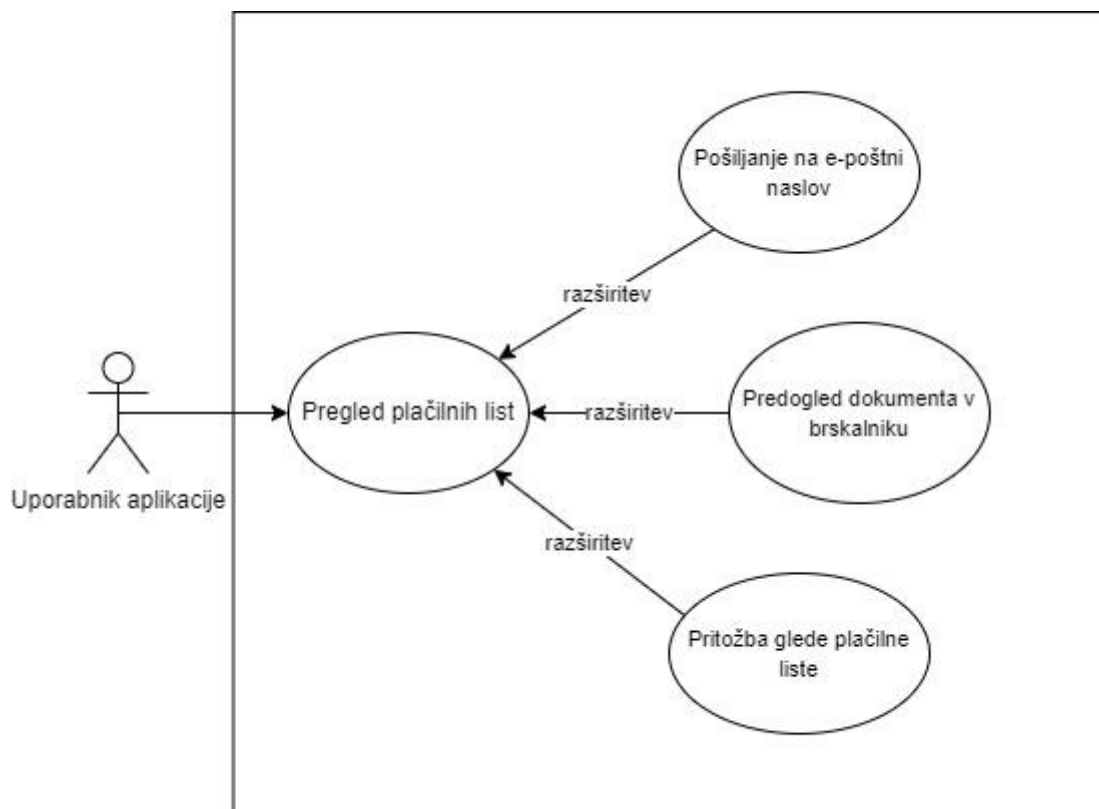 Pošiljanje na e-poštni
naslov
razširitev
Pregled plačilnih list
razširitev
Predogled dokumenta v
brskalniku
Uporabnik aplikacije
razširitev
Pritožba glede plačilne
liste